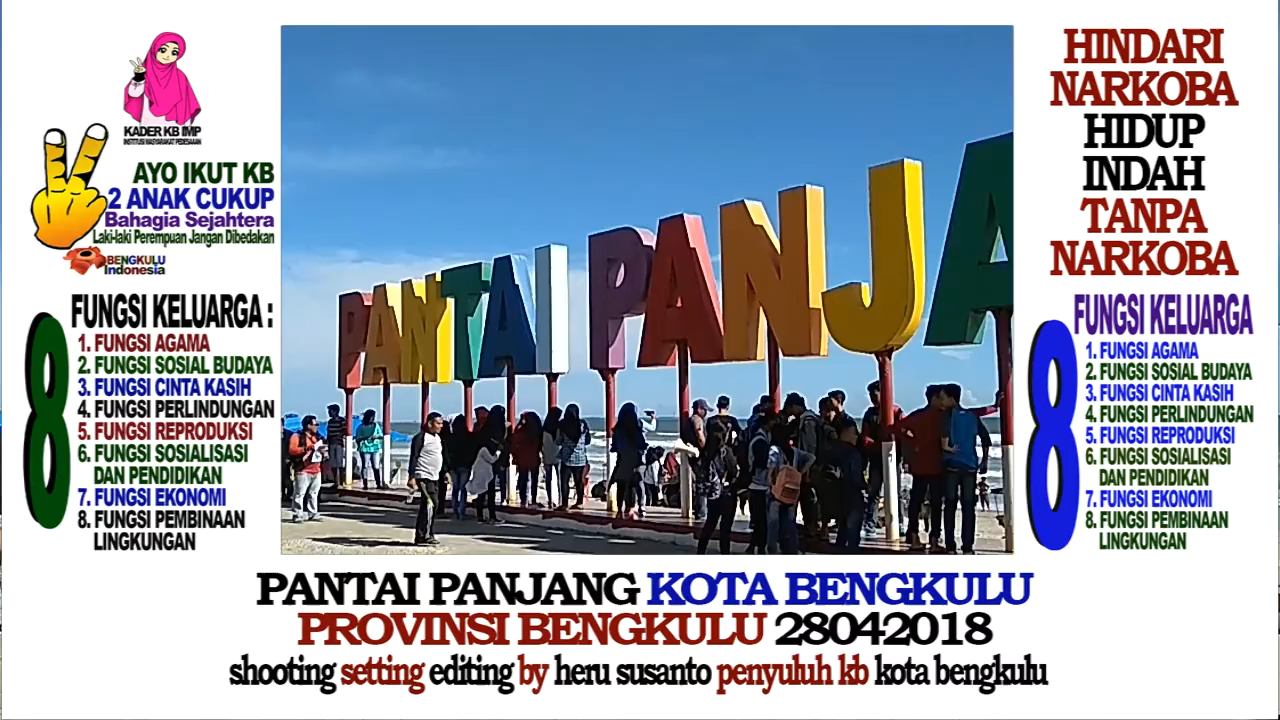 KADER KB IMP
INSTITUSI MASYARAKAT PEDESAAAN
AYO IKUT KB
2 ANAK CUKUP
Bahagia Sejahtera
Laki-laki Perempuan Jangan Dibedakan
BENGKULU
Indonesia
8
FUNGSI KELUARGA :
1. FUNGSI AGAMA
2. FUNGSI SOSIAL BUDAYA
3. FUNGSI CINTA KASIH
4. FUNGSI PERLINDUNGAN
5. FUNGSI REPRODUKSI
6. FUNGSI SOSIALISASI
DAN PENDIDIKAN
7. FUNGSI EKONOMI
8. FUNGSI PEMBINAAN
LINGKUNGAN
PANTAI PANJA
HINDARI
NARKOBA
HIDUP
INDAH
TANPA
NARKOBA
8
FUNGSI KELUARGA
1. FUNGSI AGAMA
2. FUNGSI SOSIAL BUDAYA
3. FUNGSI CINTA KASIH
4. FUNGSI PERLINDUNGAN
5. FUNGSI REPRODUKSI
6. FUNGSI SOSIALISASI
DAN PENDIDIKAN
7. FUNGSI EKONOMI
8. FUNGSI PEMBINAAN
LINGKUNGAN
PANTAI PANJANG KOTA BENGKULU
PROVINSI BENGKULU 28042018
shooting setting editing by heru susanto penyuluh kb kota bengkulu